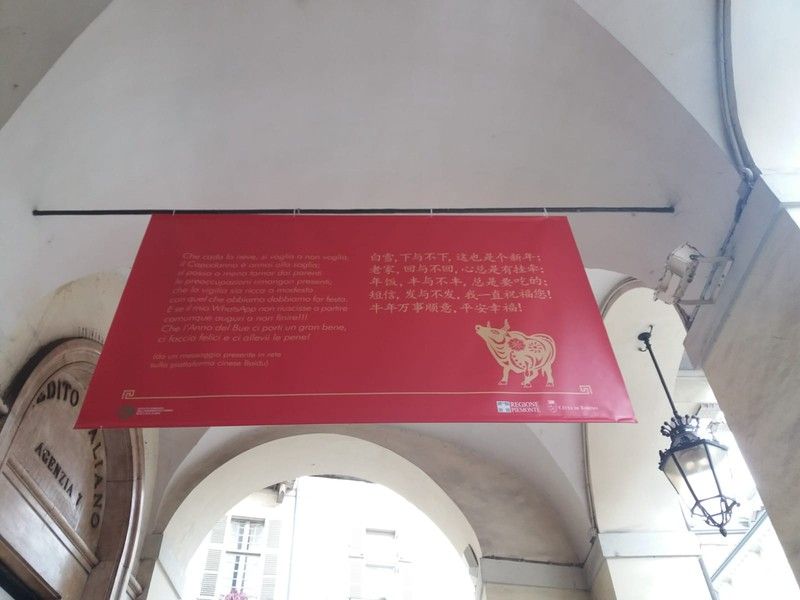 Che cada la neve, si voglia o non voglia,
il Capodanno è ormai alla soglia;
si possa o meno tornar dai parenti
le preoccupazioni rimangon presenti;
che la vigilia sia ricca o modesta
con quel che abbiamo dobbiamo far festa.
E se il mio WhatsApp non riuscisse a partire
comunque auguri a non finire!!!
Che l'Anno del Bue ci porti un gran bene,
ci faccia felici e ci allevii le pene!
(da un messaggio presente in rete
sulla piattaforma cinese Baidu)
白雪,下与不下,这也是个新年;
老家,回与不回,心总是有挂牵;
年饭,丰与不丰,总是要吃的;
短信,发与不发,我一直祝福您!
牛年万事顺意、平安幸福!
REGIONE
PIEMONTE
CITTÀ DI TORINO
EDITO ITALIANO
AGENZIA